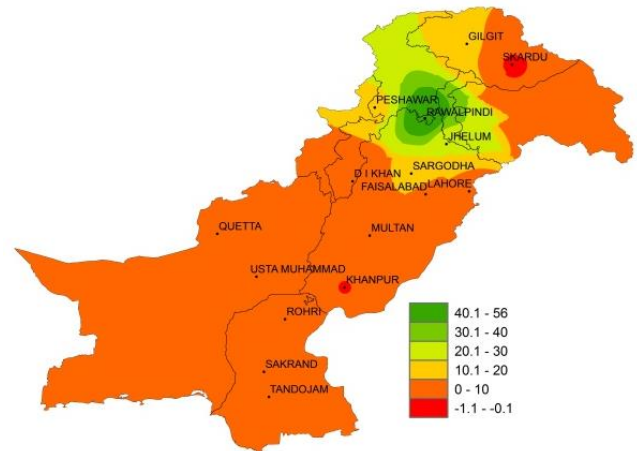 GILGIT
SKARDU
PESHAWAR
RAWALPINDI
JHELUM
SARGODHA
D I KHAN
FAISALABAD
LAHORE
QUETTA
MULTAN
USTA MUHAMMAD
KHANPUR
ROHRI
SAKRAND
TANDOJAM
40.1 - 56
30.1 - 40
20.1 - 30
10.1 - 20
0 - 10
-1.1 - -0.1